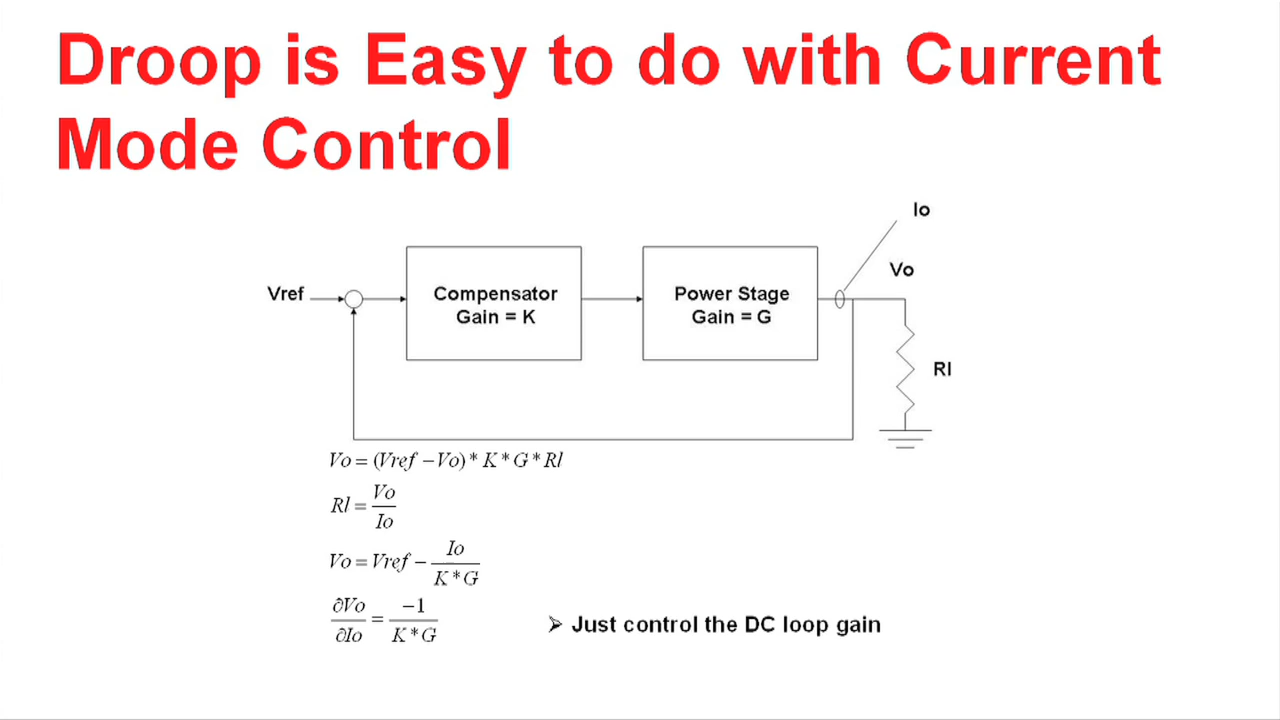 Droop is Easy to do with Current
Mode Control
Io
Vo
Vref
Compensator
Gain = K
Power Stage
Gain = G
Rl
Vo = (Vref − Vo) * K * G * Rl
Rl = Vo / Io
Vo = Vref − Io / K * G
∂Vo / ∂Io = −1 / K * G
➢ Just control the DC loop gain